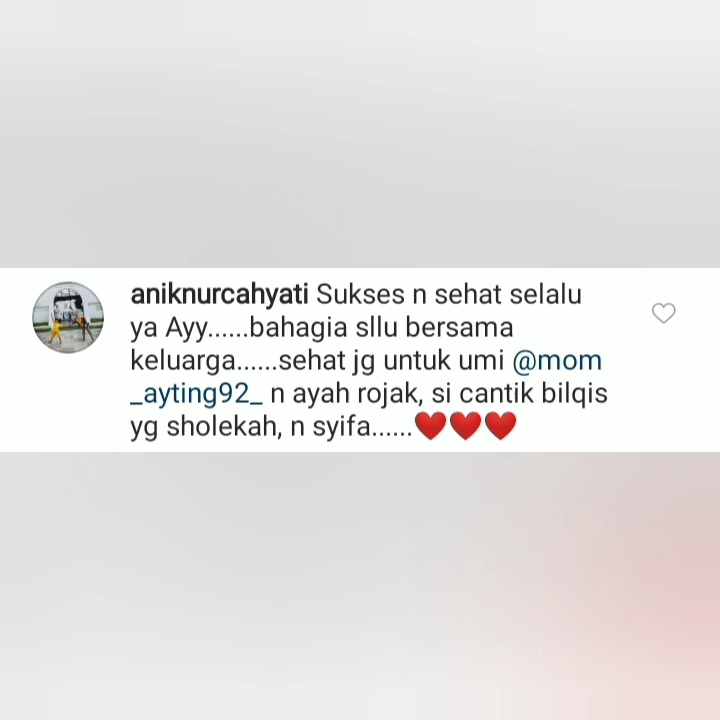 aniknurcahyati Sukses n sehat selalu
ya Ayy......bahagia sllu bersama
keluarga......sehat jg untuk umi @mom
_ayting92_ n ayah rojak, si cantik bilqis
yg sholekah, n syifa......❤️❤️❤️